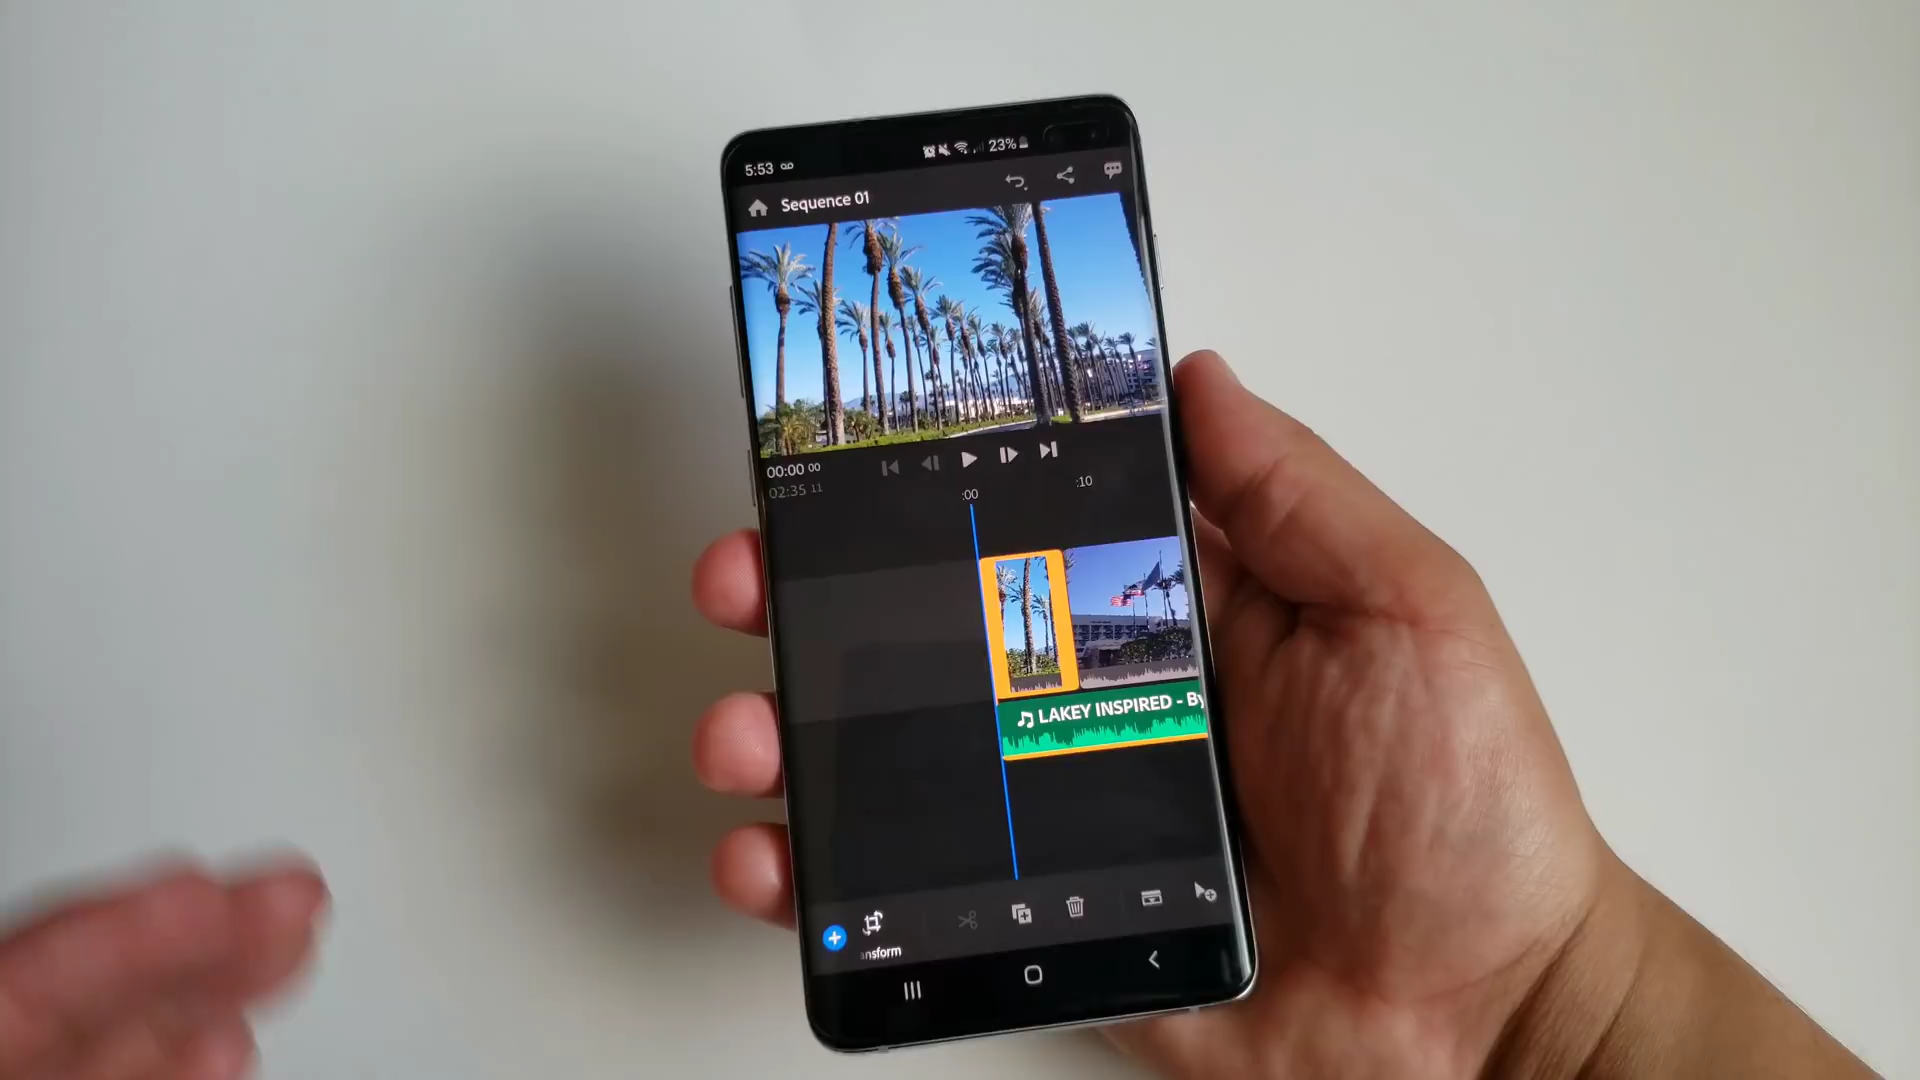 5:53
23%
Sequence 01
00:00 00
02:35 11
:00
:10
LAKEY INSPIRED - By
ansform